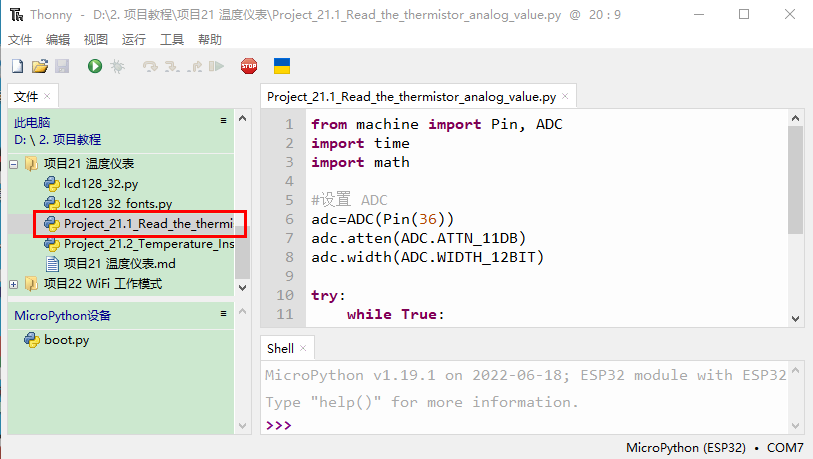 Thonny - D:\2. 项目教程\项目21 温度仪表\Project_21.1_Read_the_thermistor_analog_value.py @ 20 : 9
文件 编辑 视图 运行 工具 帮助
STOP
文件 ×
此电脑 ≡
D: \ 2. 项目教程
项目21 温度仪表
lcd128_32.py
lcd128_32_fonts.py
Project_21.1_Read_the_thermi
Project_21.2_Temperature_Ins
项目21 温度仪表.md
项目22 WiFi 工作模式
MicroPython设备 ≡
boot.py
Project_21.1_Read_the_thermistor_analog_value.py ×
1 from machine import Pin, ADC
2 import time
3 import math
4
5 #设置 ADC
6 adc=ADC(Pin(36))
7 adc.atten(ADC.ATTN_11DB)
8 adc.width(ADC.WIDTH_12BIT)
9
10 try:
11 while True:
Shell ×
MicroPython v1.19.1 on 2022-06-18; ESP32 module with ESP32
Type "help()" for more information.
>>>
MicroPython (ESP32) • COM7